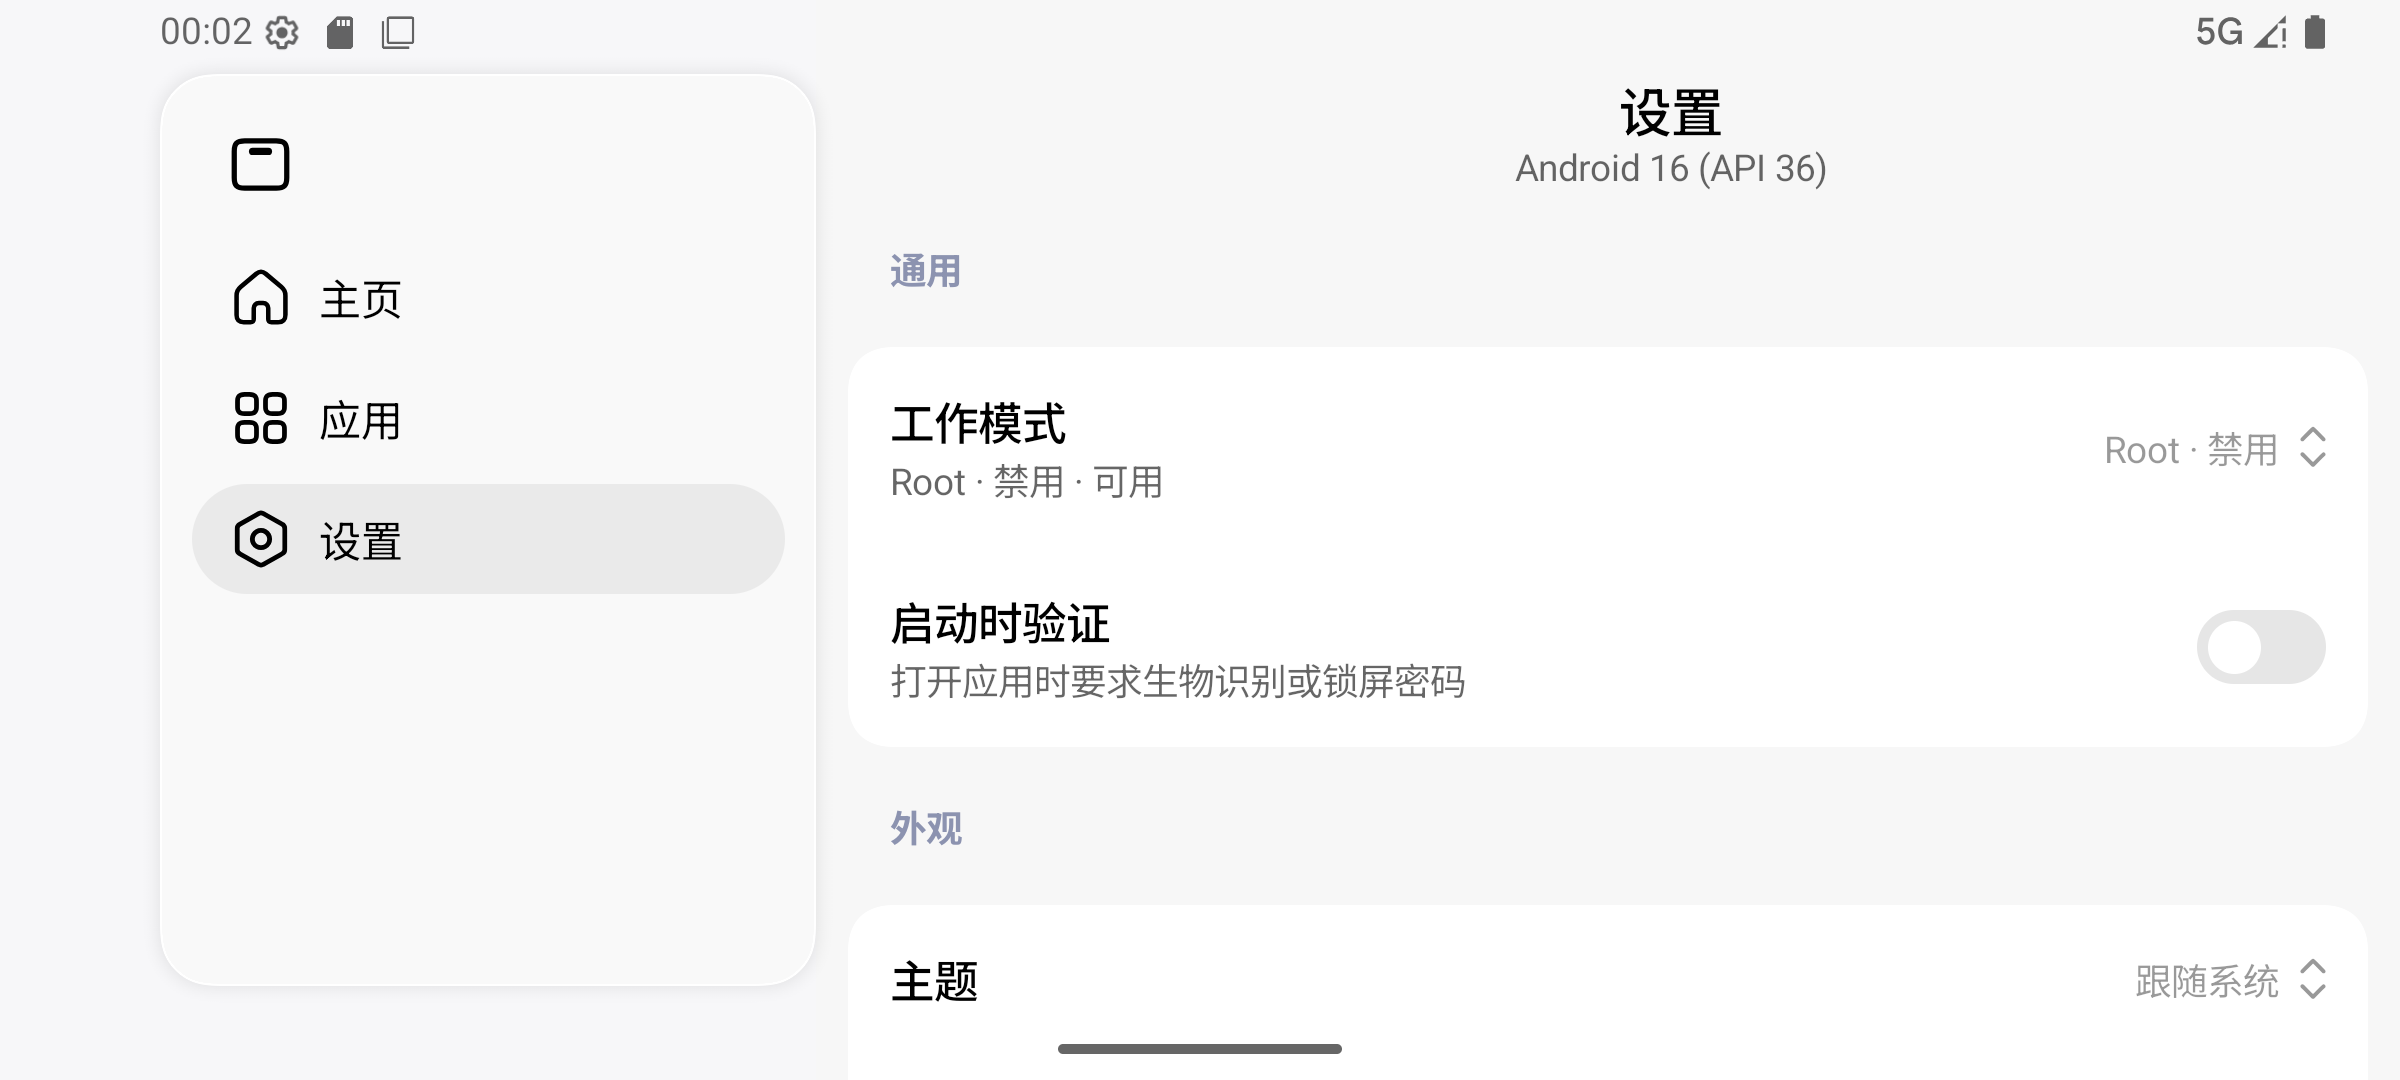 00:02
5G
主页
应用
设置
设置
Android 16 (API 36)
通用
工作模式
Root · 禁用 · 可用
Root · 禁用
启动时验证
打开应用时要求生物识别或锁屏密码
外观
主题
跟随系统